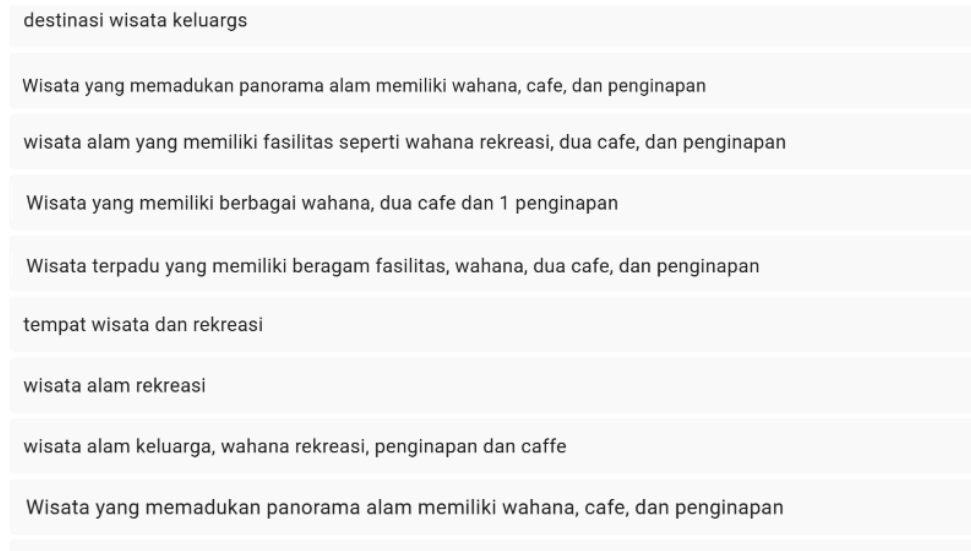 destinasi wisata keluargs
Wisata yang memadukan panorama alam memiliki wahana, cafe, dan penginapan
wisata alam yang memiliki fasilitas seperti wahana rekreasi, dua cafe, dan penginapan
Wisata yang memiliki berbagai wahana, dua cafe dan 1 penginapan
Wisata terpadu yang memiliki beragam fasilitas, wahana, dua cafe, dan penginapan
tempat wisata dan rekreasi
wisata alam rekreasi
wisata alam keluarga, wahana rekreasi, penginapan dan caffe
Wisata yang memadukan panorama alam memiliki wahana, cafe, dan penginapan